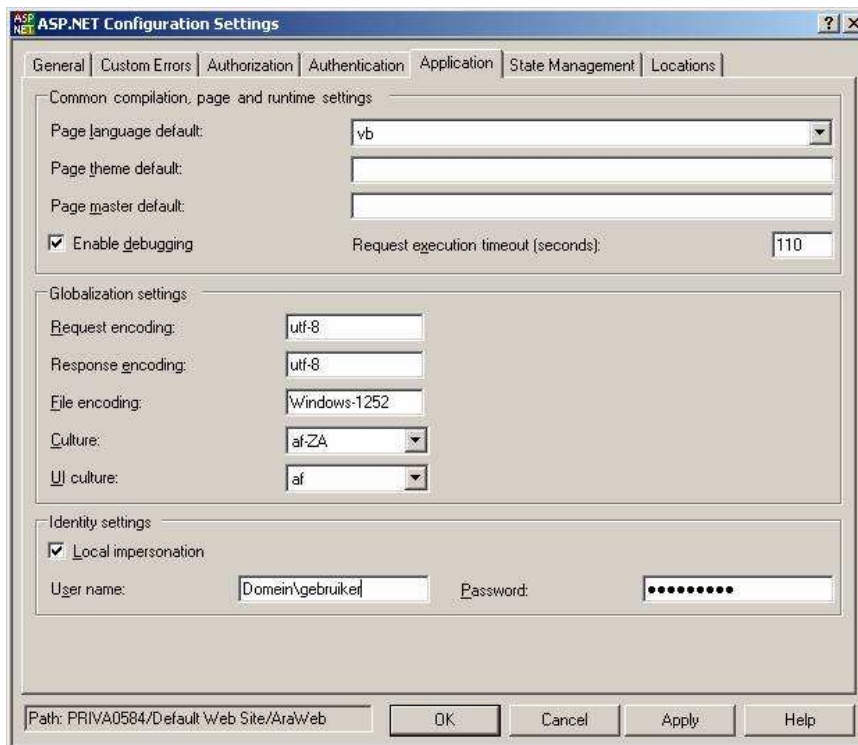 ASP.NET Configuration Settings
General Custom Errors Authorization Authentication Application State Management Locations
Common compilation, page and runtime settings
Page language default: vb
Page theme default:
Page master default:
Enable debugging Request execution timeout (seconds): 110
Globalization settings
Request encoding: utf-8
Response encoding: utf-8
File encoding: Windows-1252
Culture: af-ZA
UI culture: af
Identity settings
Local impersonation
User name: Domein\gebruiker Password: •••••••••
Path: PRIVA0584/Default Web Site/AraWeb OK Cancel Apply Help